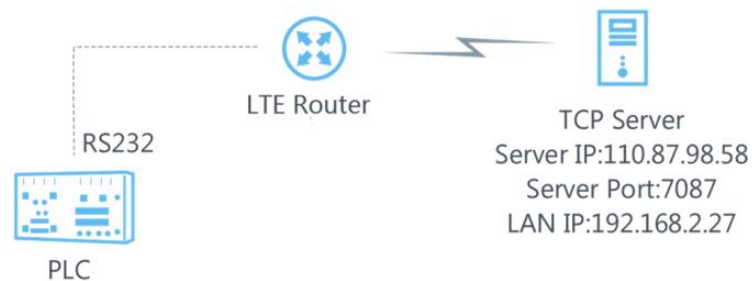 LTE Router
RS232
PLC
TCP Server
Server IP:110.87.98.58
Server Port:7087
LAN IP:192.168.2.27